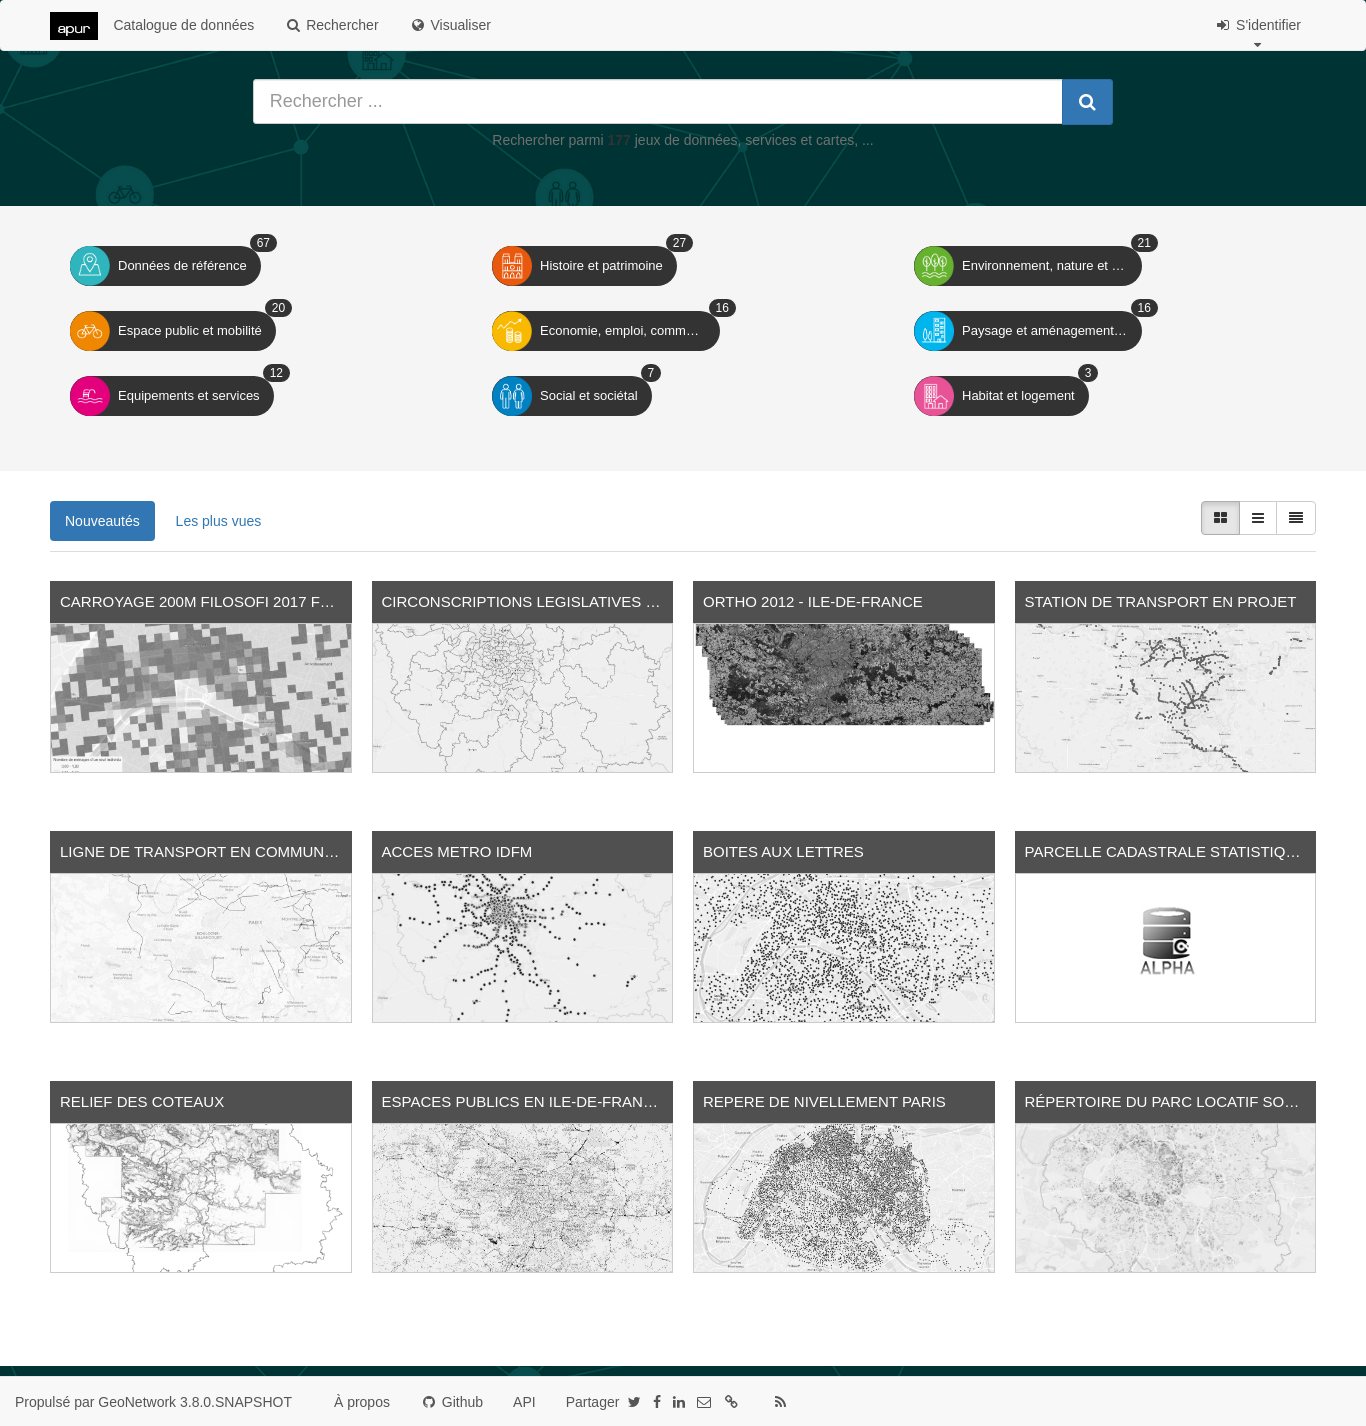 apur Catalogue de données Rechercher Visualiser S'identifier
Rechercher ...
Rechercher parmi 177 jeux de données, services et cartes, ...
67 27 21
Données de référence Histoire et patrimoine Environnement, nature et ...
20 16 16
Espace public et mobilité Economie, emploi, comm... Paysage et aménagement...
12 7 3
Equipements et services Social et sociétal Habitat et logement
Nouveautés Les plus vues
CARROYAGE 200M FILOSOFI 2017 F... CIRCONSCRIPTIONS LEGISLATIVES ... ORTHO 2012 - ILE-DE-FRANCE STATION DE TRANSPORT EN PROJET
Nombre de ménages d'un seul individu
LIGNE DE TRANSPORT EN COMMUN... ACCES METRO IDFM BOITES AUX LETTRES PARCELLE CADASTRALE STATISTIQ...
ALPHA
RELIEF DES COTEAUX ESPACES PUBLICS EN ILE-DE-FRAN... REPERE DE NIVELLEMENT PARIS RÉPERTOIRE DU PARC LOCATIF SO...
Propulsé par GeoNetwork 3.8.0.SNAPSHOT À propos Github API Partager